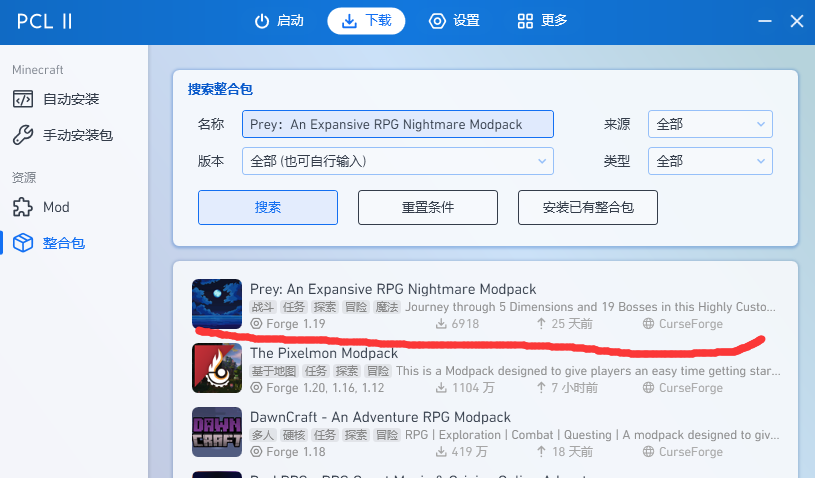 PCL II
启动
下载
设置
更多
Minecraft
自动安装
手动安装包
资源
Mod
整合包
搜索整合包
名称 Prey: An Expansive RPG Nightmare Modpack 来源 全部
版本 全部 (也可自行输入) 类型 全部
搜索 重置条件 安装已有整合包
Prey: An Expansive RPG Nightmare Modpack
战斗 任务 探索 冒险 魔法 Journey through 5 Dimensions and 19 Bosses in this Highly Custo...
Forge 1.19 6918 25 天前 CurseForge
The Pixelmon Modpack
基于地图 任务 探索 冒险 This is a Modpack designed to give players an easy time getting star...
Forge 1.20, 1.16, 1.12 1104 万 7 小时前 CurseForge
DAWN CRAFT
DawnCraft - An Adventure RPG Modpack
多人 硬核 任务 探索 冒险 RPG | Exploration | Combat | Questing | A modpack designed to giv...
Forge 1.18 419 万 18 天前 CurseForge